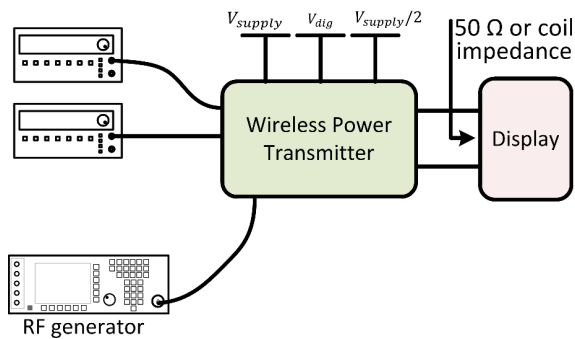 V_supply V_dig V_supply/2
50 Ω or coil
impedance
Wireless Power
Transmitter
Display
RF generator